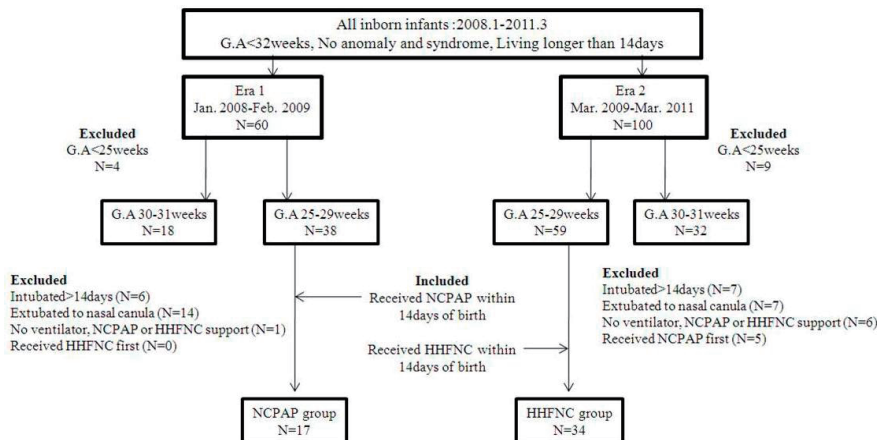 All inborn infants :2008.1-2011.3
G.A<32weeks, No anomaly and syndrome, Living longer than 14days
Era 1
Jan. 2008-Feb. 2009
N=60
Era 2
Mar. 2009-Mar. 2011
N=100
Excluded
G.A<25weeks
N=4
Excluded
G.A<25weeks
N=9
G.A 30-31weeks
N=18
G.A 25-29weeks
N=38
G.A 25-29weeks
N=59
G.A 30-31weeks
N=32
Excluded
Intubated>14days (N=6)
Extubated to nasal canula (N=14)
No ventilator, NCPAP or HHFNC support (N=1)
Received HHFNC first (N=0)
Included
Received NCPAP within
14days of birth
Received HHFNC within
14days of birth
Excluded
Intubated>14days (N=7)
Extubated to nasal canula (N=7)
No ventilator, NCPAP or HHFNC support (N=6)
Received NCPAP first (N=5)
NCPAP group
N=17
HHFNC group
N=34